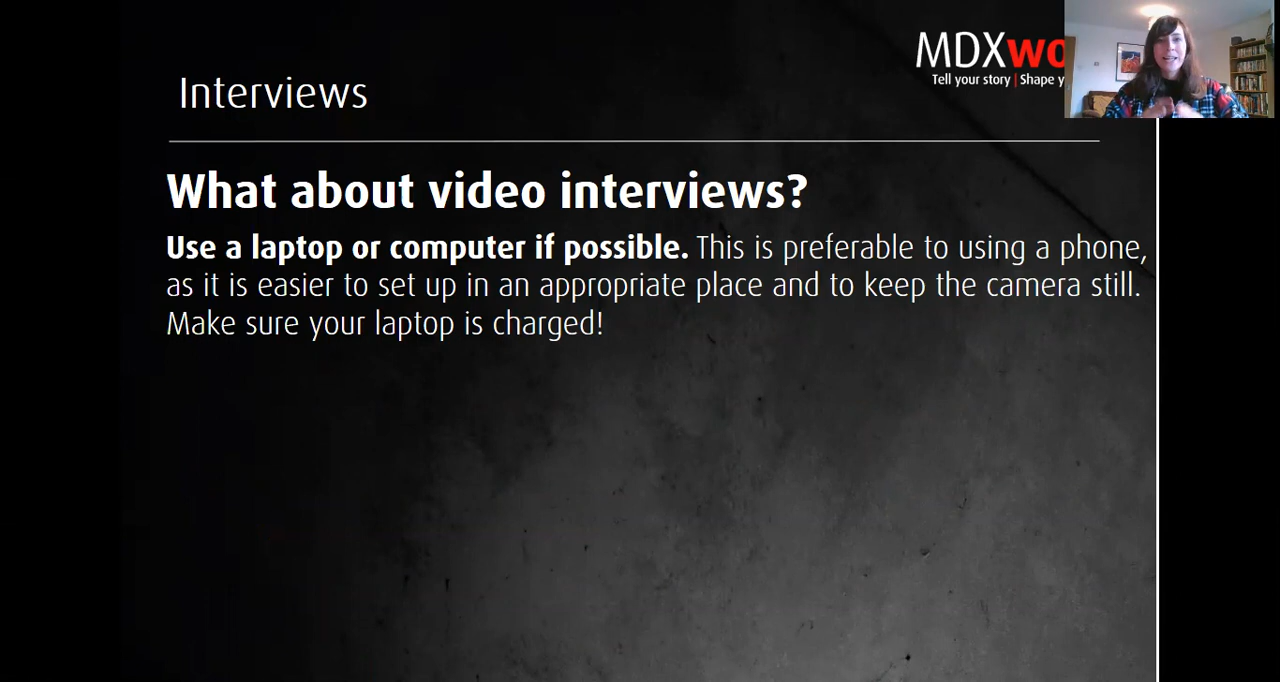 MDXwo
Tell your story | Shape y
Interviews
What about video interviews?
Use a laptop or computer if possible. This is preferable to using a phone,
as it is easier to set up in an appropriate place and to keep the camera still.
Make sure your laptop is charged!